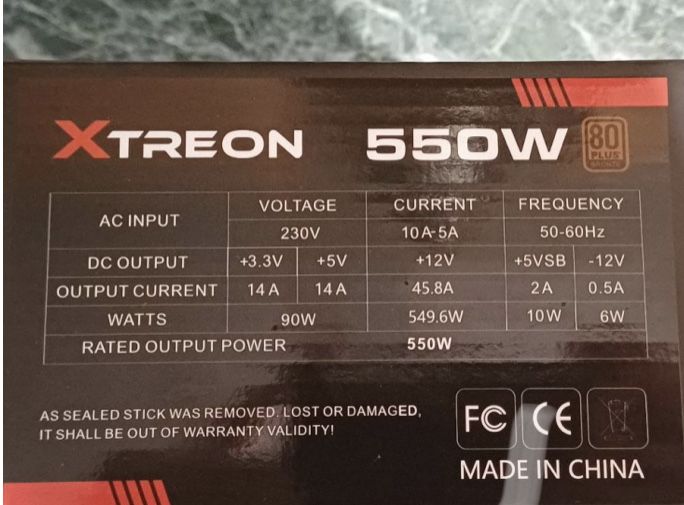 XTREON 550W 80
PLUS
BRONZE
AC INPUT VOLTAGE CURRENT FREQUENCY
230V 10A-5A 50-60Hz
DC OUTPUT +3.3V +5V +12V +5VSB -12V
OUTPUT CURRENT 14A 14A 45.8A 2A 0.5A
WATTS 90W 549.6W 10W 6W
RATED OUTPUT POWER 550W
AS SEALED STICK WAS REMOVED. LOST OR DAMAGED,
IT SHALL BE OUT OF WARRANTY VALIDITY!
FC CE
MADE IN CHINA